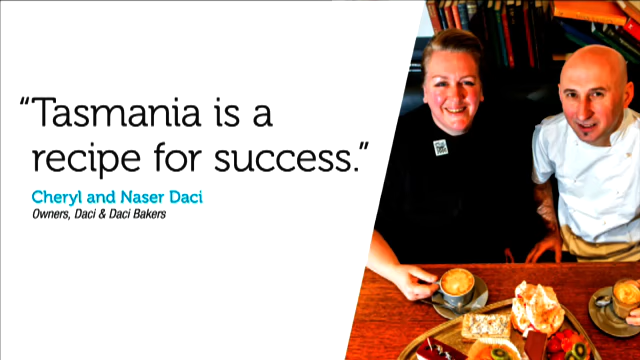 “Tasmania is a
recipe for success.”
Cheryl and Naser Daci
Owners, Daci & Daci Bakers